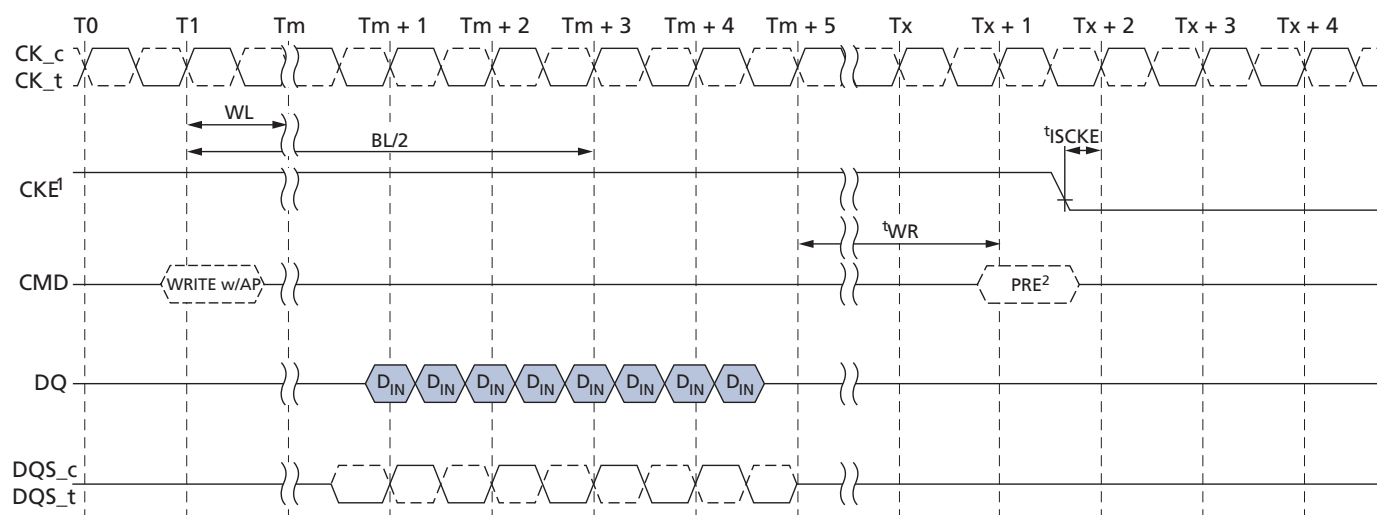 T0 T1 Tm Tm + 1 Tm + 2 Tm + 3 Tm + 4 Tm + 5 Tx Tx + 1 Tx + 2 Tx + 3 Tx + 4
CK_c
CK_t
WL
BL/2
tISCKE
CKE1
tWR
CMD WRITE w/AP PRE2
DQ DIN DIN DIN DIN DIN DIN DIN DIN
DQS_c
DQS_t